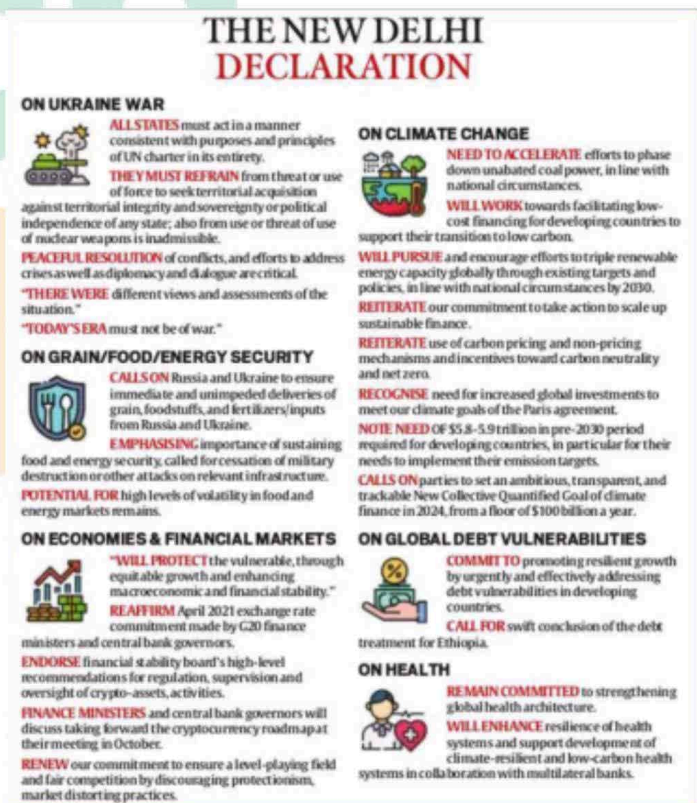 THE NEW DELHI
DECLARATION
ON UKRAINE WAR
ALL STATES must act in a manner
consistent with purposes and principles
of UN charter in its entirety.
THEY MUST REFRAIN from threat or use
of force to seek territorial acquisition
against territorial integrity and sovereignty or political
independence of any state; also from use or threat of use
of nuclear weapons is inadmissible.
PEACEFUL RESOLUTION of conflicts, and efforts to address
crises as well as diplomacy and dialogue are critical.
"THERE WERE different views and assessments of the
situation."
"TODAY'S ERA must not be of war."
ON GRAIN/FOOD/ENERGY SECURITY
CALLS ON Russia and Ukraine to ensure
immediate and unimpeded deliveries of
grain, foodstuffs, and fertilizers/inputs
from Russia and Ukraine.
EMPHASISING importance of sustaining
food and energy security, called for cessation of military
destruction or other attacks on relevant infrastructure.
POTENTIAL FOR high levels of volatility in food and
energy markets remains.
ON ECONOMIES & FINANCIAL MARKETS
"WILL PROTECT the vulnerable, through
equitable growth and enhancing
macroeconomic and financial stability."
REAFFIRM April 2021 exchange rate
commitment made by G20 finance
ministers and central bank governors.
ENDORSE financial stability board's high-level
recommendations for regulation, supervision and
oversight of crypto-assets, activities.
FINANCE MINISTERS and central bank governors will
discuss taking forward the cryptocurrency roadmap at
their meeting in October.
RENEW our commitment to ensure a level-playing field
and fair competition by discouraging protectionism,
market distorting practices.
ON CLIMATE CHANGE
NEED TO ACCELERATE efforts to phase
down unabated coal power, in line with
national circumstances.
WILL WORK towards facilitating low-
cost financing for developing countries to
support their transition to low carbon.
WILL PURSUE and encourage efforts to triple renewable
energy capacity globally through existing targets and
policies, in line with national circumstances by 2030.
REITERATE our commitment to take action to scale up
sustainable finance.
REITERATE use of carbon pricing and non-pricing
mechanisms and incentives toward carbon neutrality
and net zero.
RECOGNISE need for increased global investments to
meet our climate goals of the Paris agreement.
NOTE NEED OF $5.8-5.9 trillion in pre-2030 period
required for developing countries, in particular for their
needs to implement their emission targets.
CALLS ON parties to set an ambitious, transparent, and
trackable New Collective Quantified Goal of climate
finance in 2024, from a floor of $100 billion a year.
ON GLOBAL DEBT VULNERABILITIES
COMMIT TO promoting resilient growth
by urgently and effectively addressing
debt vulnerabilities in developing
countries.
CALL FOR swift conclusion of the debt
treatment for Ethiopia.
ON HEALTH
REMAIN COMMITTED to strengthening
global health architecture.
WILL ENHANCE resilience of health
systems and support development of
climate-resilient and low-carbon health
systems in collaboration with multilateral banks.